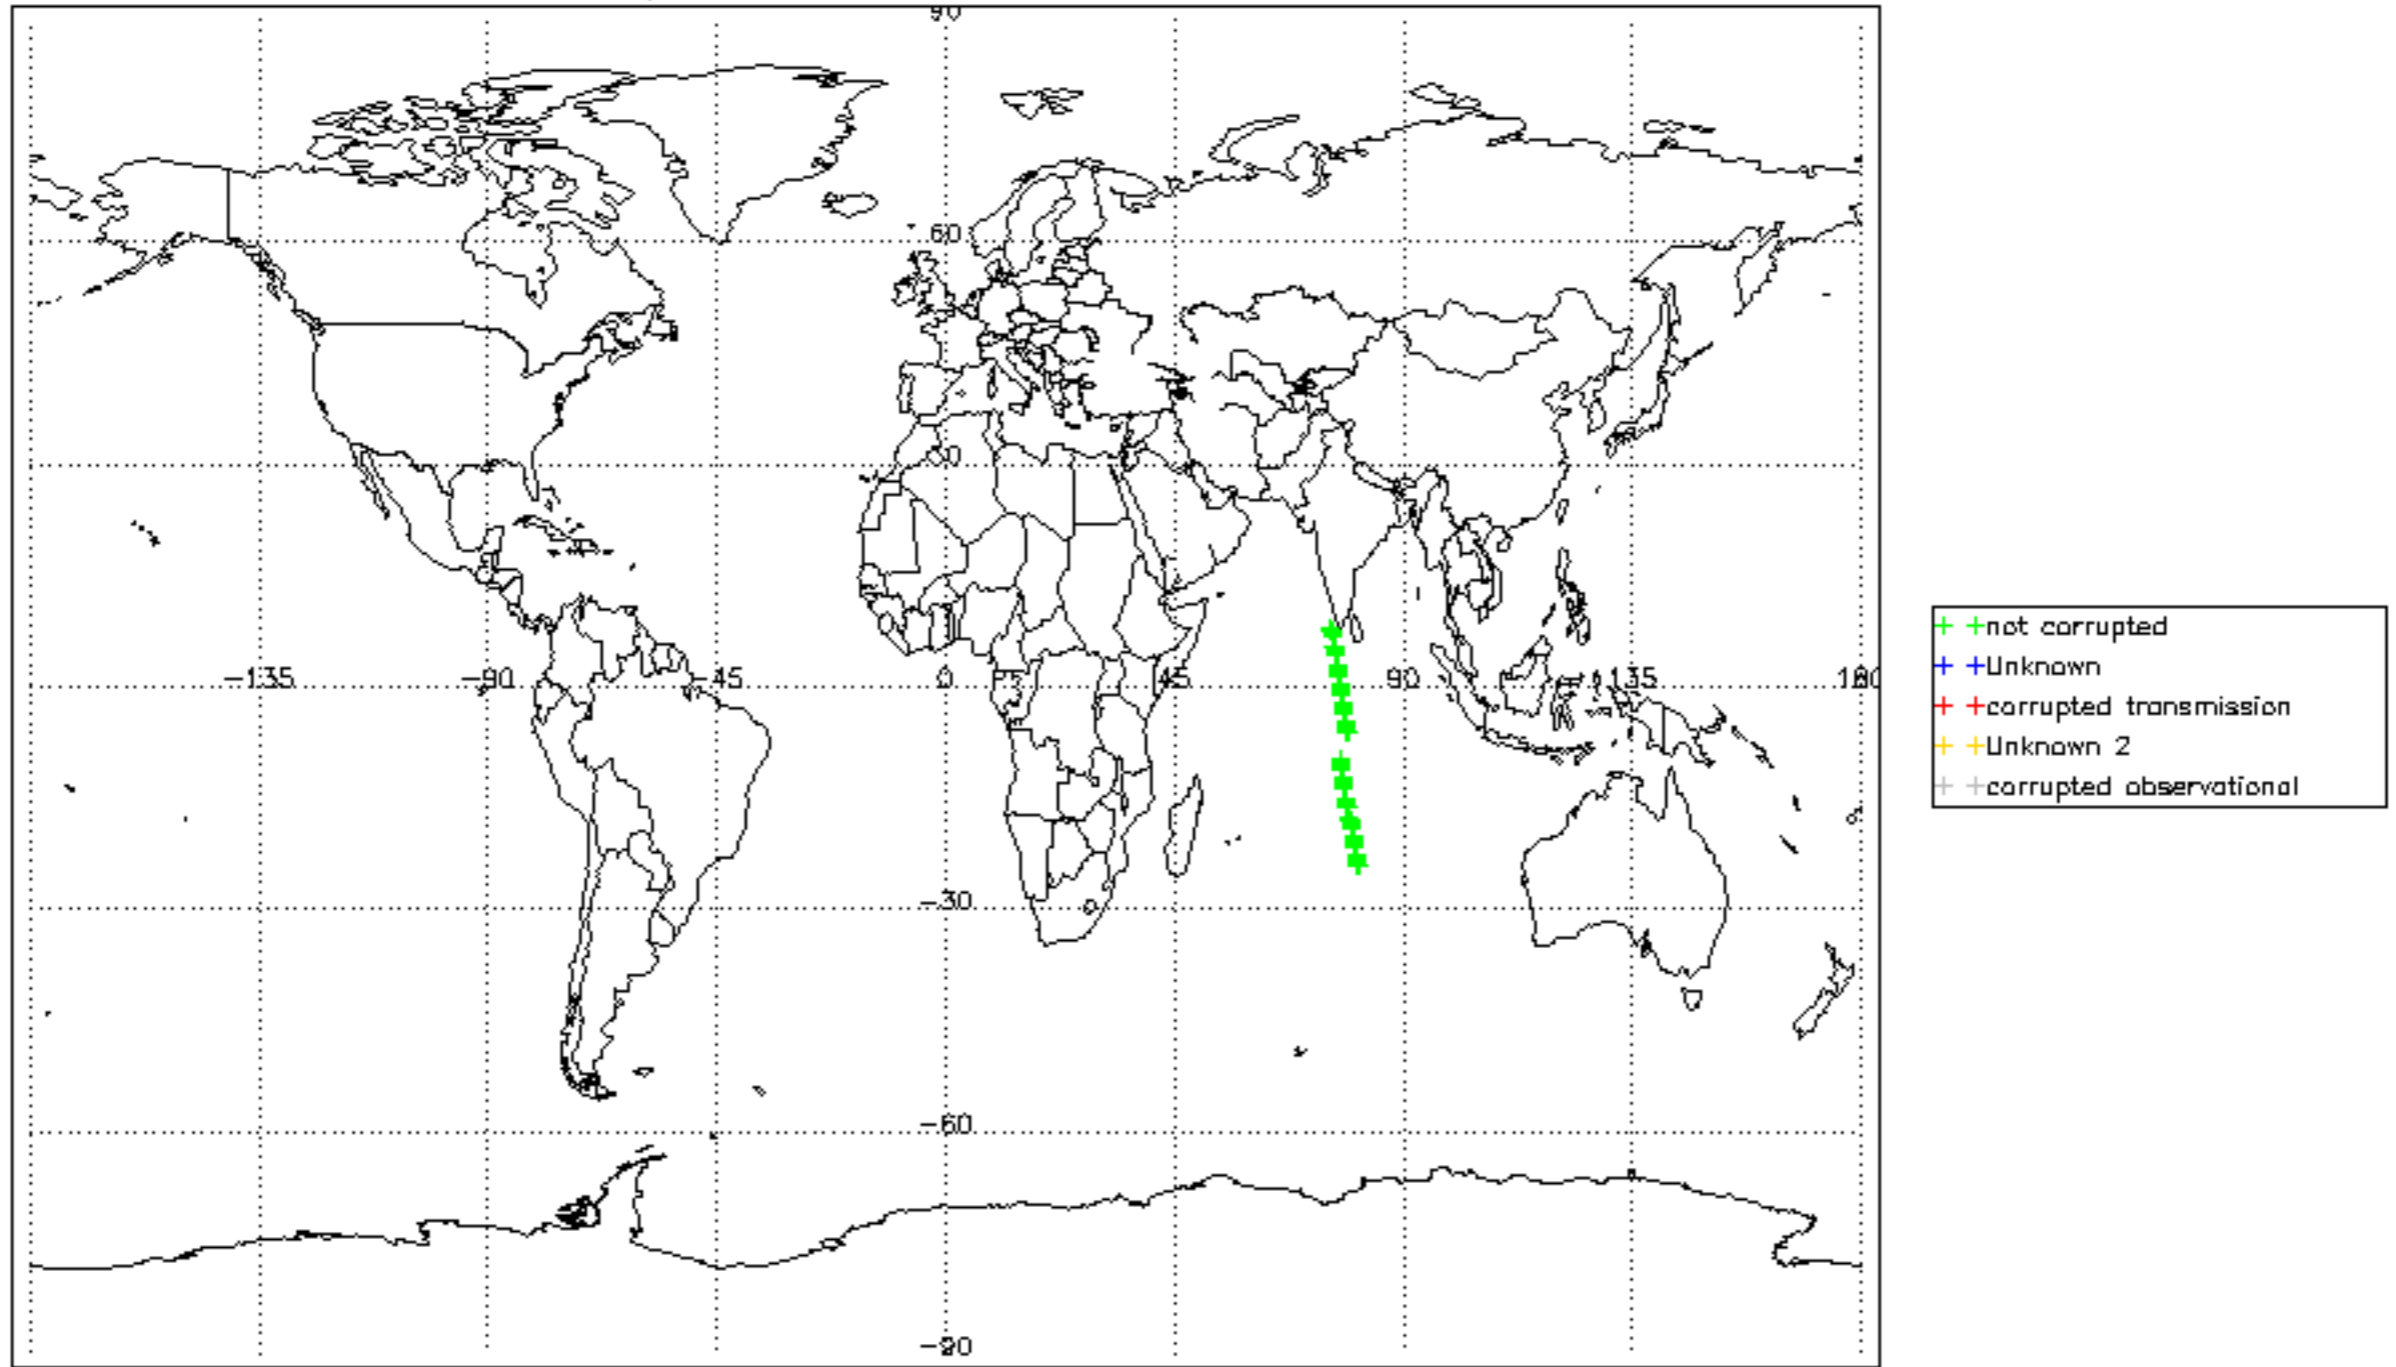 90
60
30
-135 -90 -45 0 45 90 135 180
-30
-60
-90
not corrupted
Unknown
corrupted transmission
Unknown 2
corrupted observational